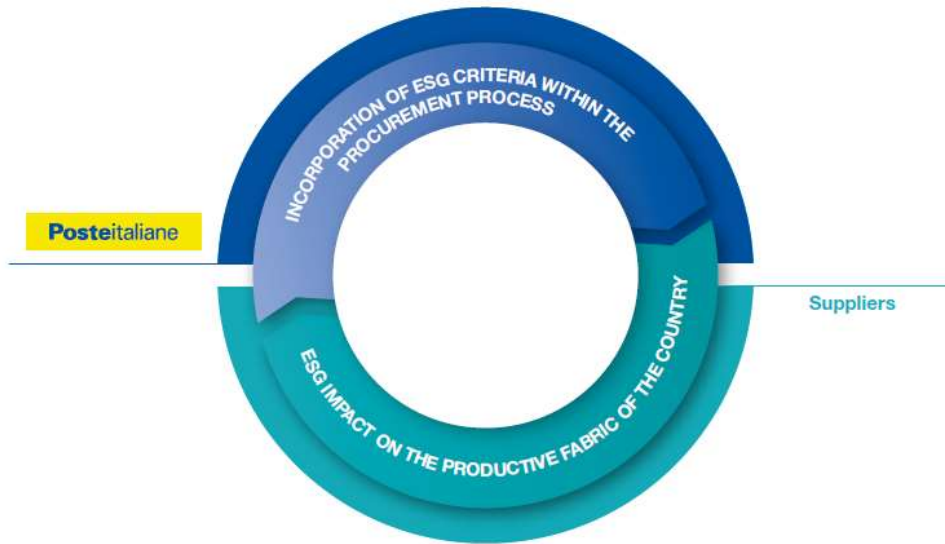 INCORPORATION OF ESG CRITERIA WITHIN THE
PROCUREMENT PROCESS
Posteitaliane
Suppliers
ESG IMPACT ON THE PRODUCTIVE FABRIC OF THE COUNTRY